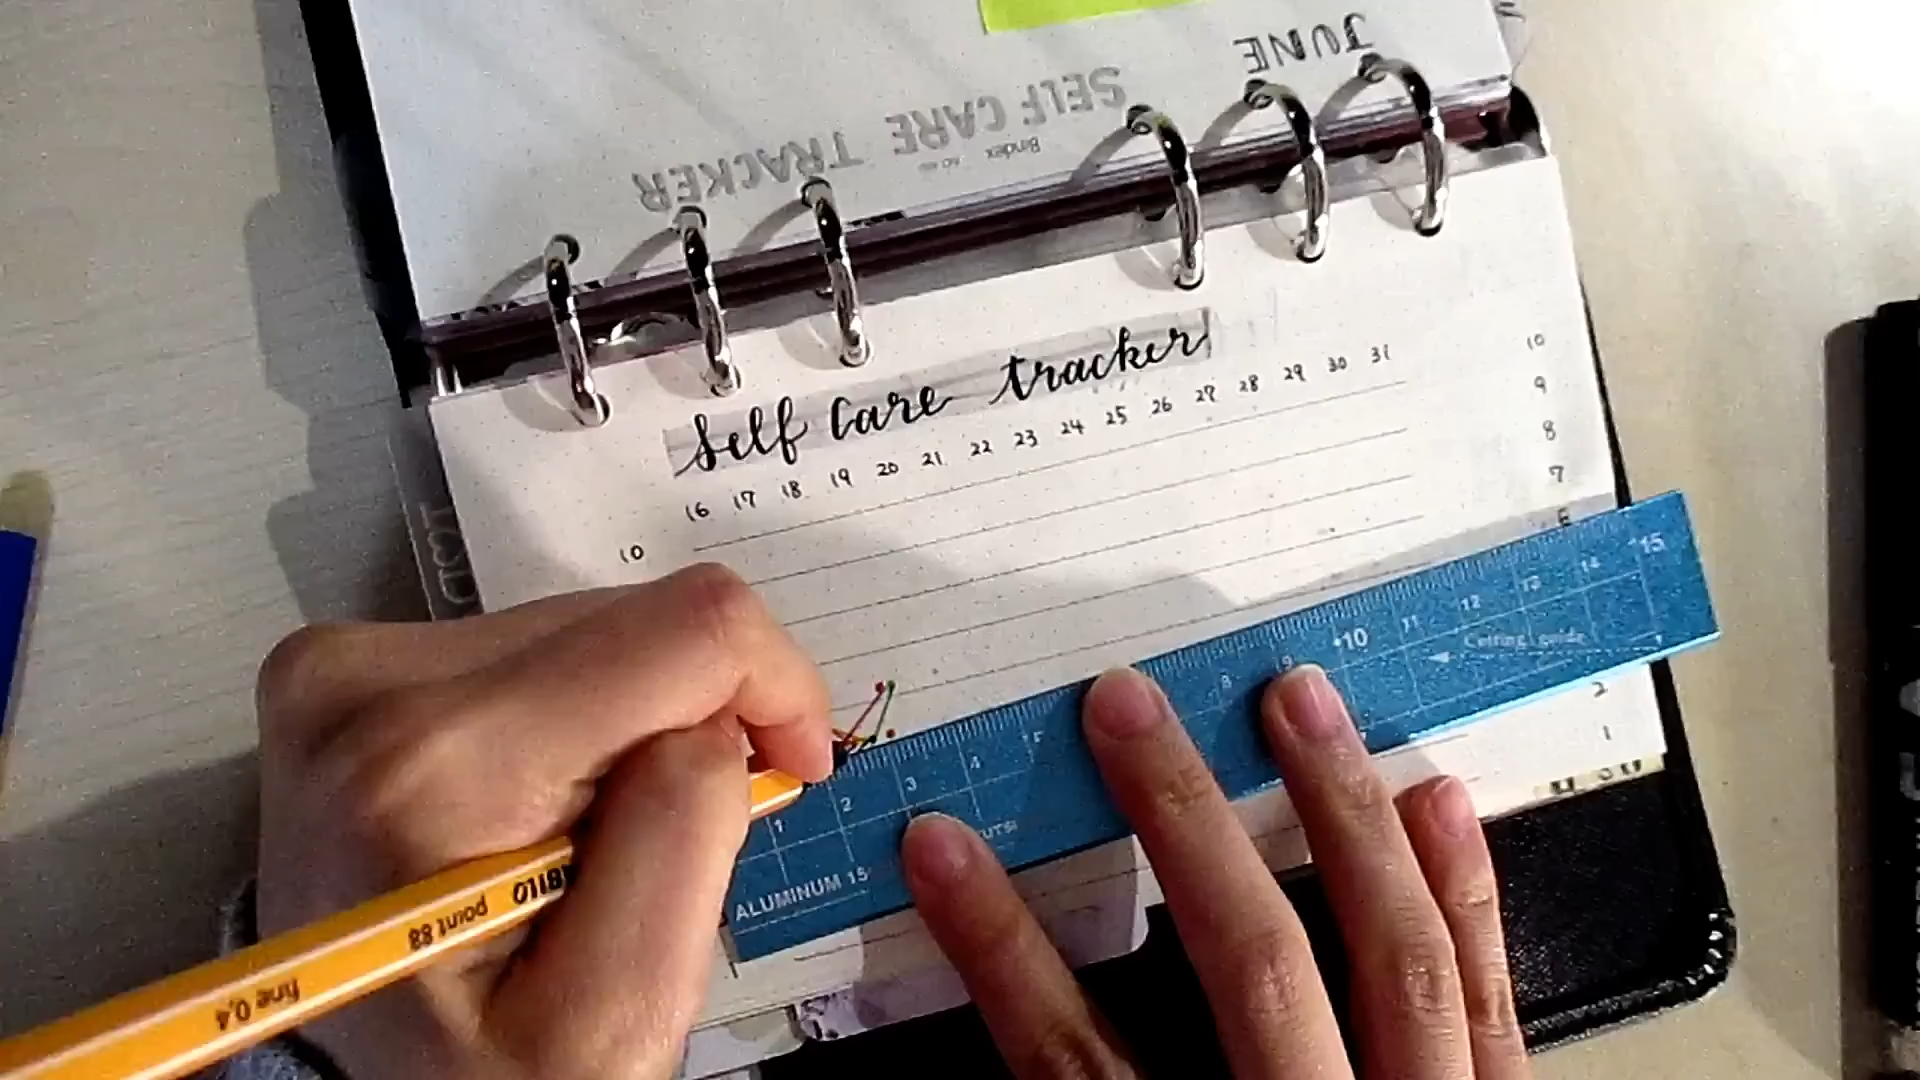 JUNE
SELF CARE TRACKER
Bindex
Self Care tracker
16 17 18 19 20 21 22 23 24 25 26 27 28 29 30 31
10
10
9
8
7
2
1
1 2 3 4 5 8 9 10 11 12 13 14 15
Cutting guide
ALUMINUM 15
STABILO point 88 fine 0,4